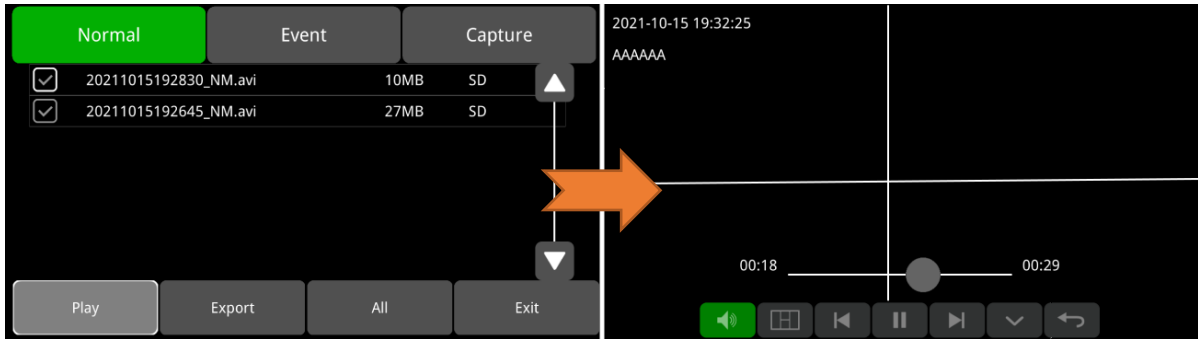 Normal Event Capture
20211015192830_NM.avi 10MB SD
20211015192645_NM.avi 27MB SD
Play Export All Exit
2021-10-15 19:32:25
AAAAAA
00:18 00:29